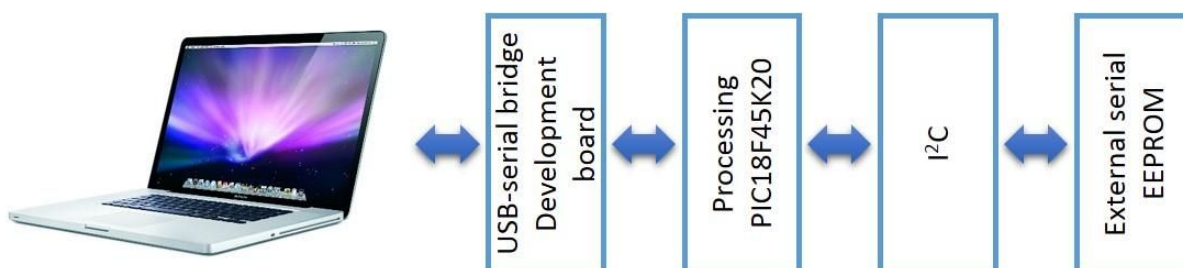 USB-serial bridge
Development
board
Processing
PIC18F45K20
I²C
External serial
EEPROM